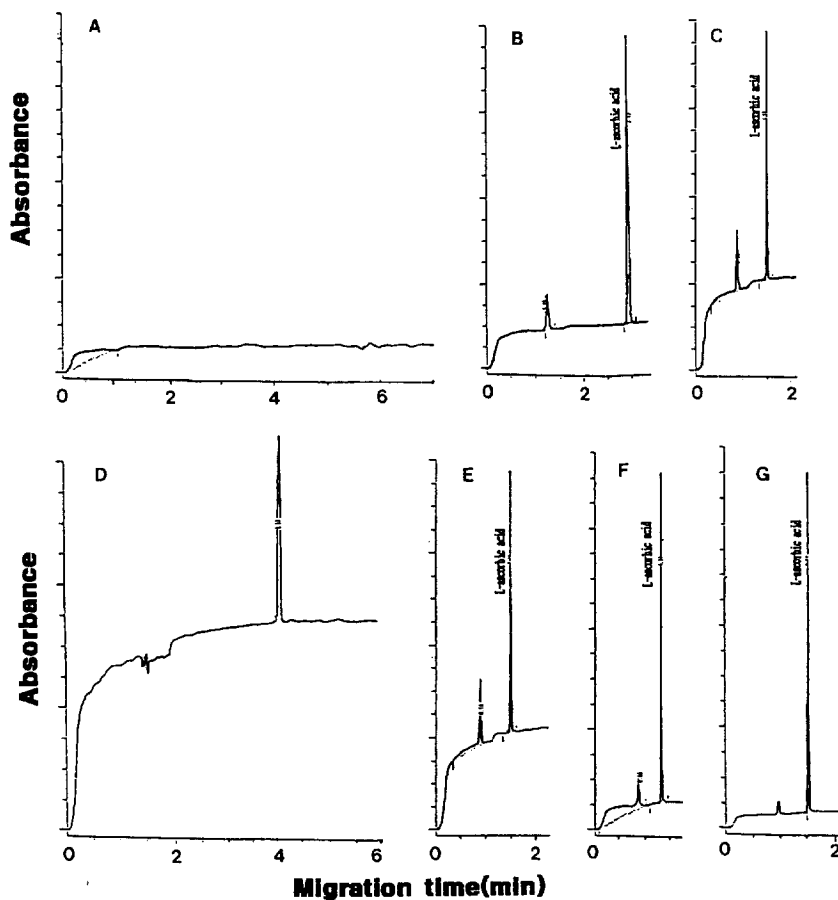 A
B
C
Absorbance
L-ascorbic acid
L-ascorbic acid
0 2 4 6
0 2
0 2
D
E
F
G
Absorbance
L-ascorbic acid
L-ascorbic acid
L-ascorbic acid
0 2 4 6
0 2
0
0 2
Migration time(min)